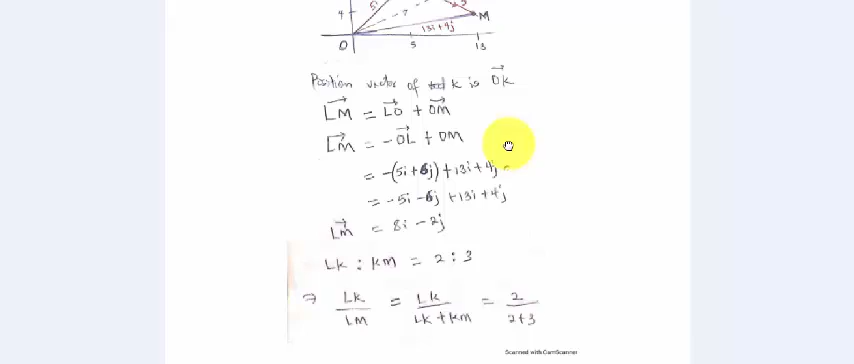 4
5i
- ?
23
M
13i+4j
O
5
13
Position vector of k is OK
LM = LO + OM
LM = -OL + OM
= -(5i+6j) + 13i + 4j
= -5i - 6j + 13i + 4j
LM = 8i - 2j
Lk : km = 2 : 3
⇒ Lk/LM = Lk/(Lk + km) = 2/(2+3)
Scanned with CamScanner